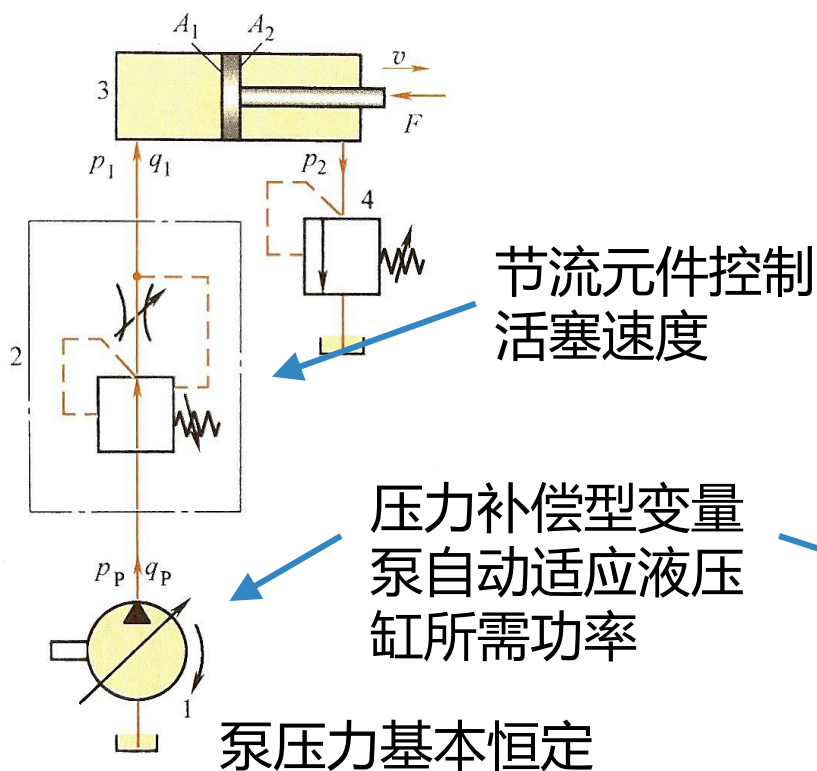 A₁ A₂
v
3
F
p₁ q₁
p₂
4
节流元件控制
活塞速度
2
压力补偿型变量
泵自动适应液压
缸所需功率
p_P q_P
1
泵压力基本恒定